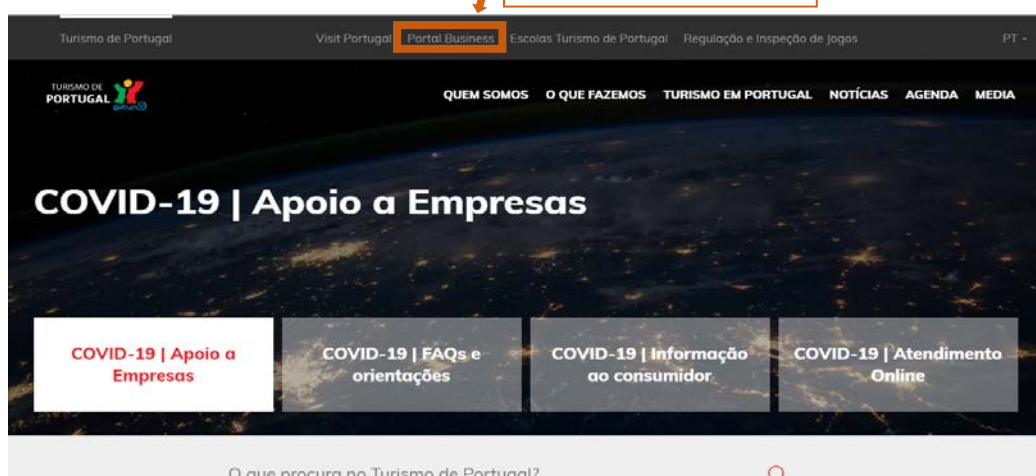 Turismo de Portugal Visit Portugal Portal Business Escolas Turismo de Portugal Regulação e Inspeção de Jogos PT
TURISMO DE
PORTUGAL
QUEM SOMOS O QUE FAZEMOS TURISMO EM PORTUGAL NOTÍCIAS AGENDA MEDIA
COVID-19 | Apoio a Empresas
COVID-19 | Apoio a
Empresas
COVID-19 | FAQs e
orientações
COVID-19 | Informação
ao consumidor
COVID-19 | Atendimento
Online
O que procura no Turismo de Portugal?